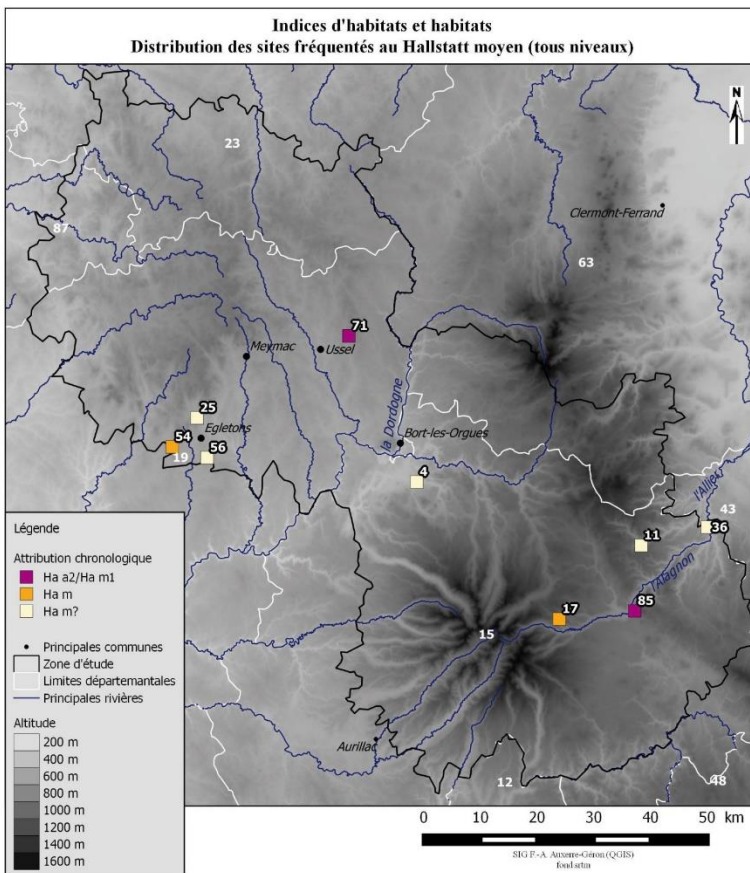 Indices d'habitats et habitats
Distribution des sites fréquentés au Hallstatt moyen (tous niveaux)
N
23
Clermont-Ferrand
87
63
71
Meymac
Ussel
25
la Dordogne
Egletons
Bort-les-Orgues
54
19
56
4
l'Allier
43
36
11
l'Alagnon
85
17
15
Aurillac
12
48
Légende
Attribution chronologique
Ha a2/Ha m1
Ha m
Ha m?
Principales communes
Zone d'étude
Limites départemantales
Principales rivières
Altitude
200 m
400 m
600 m
800 m
1000 m
1200 m
1400 m
1600 m
0 10 20 30 40 50 km
SIG F.-A. Auxerre-Géron (QGIS)
fond srtm